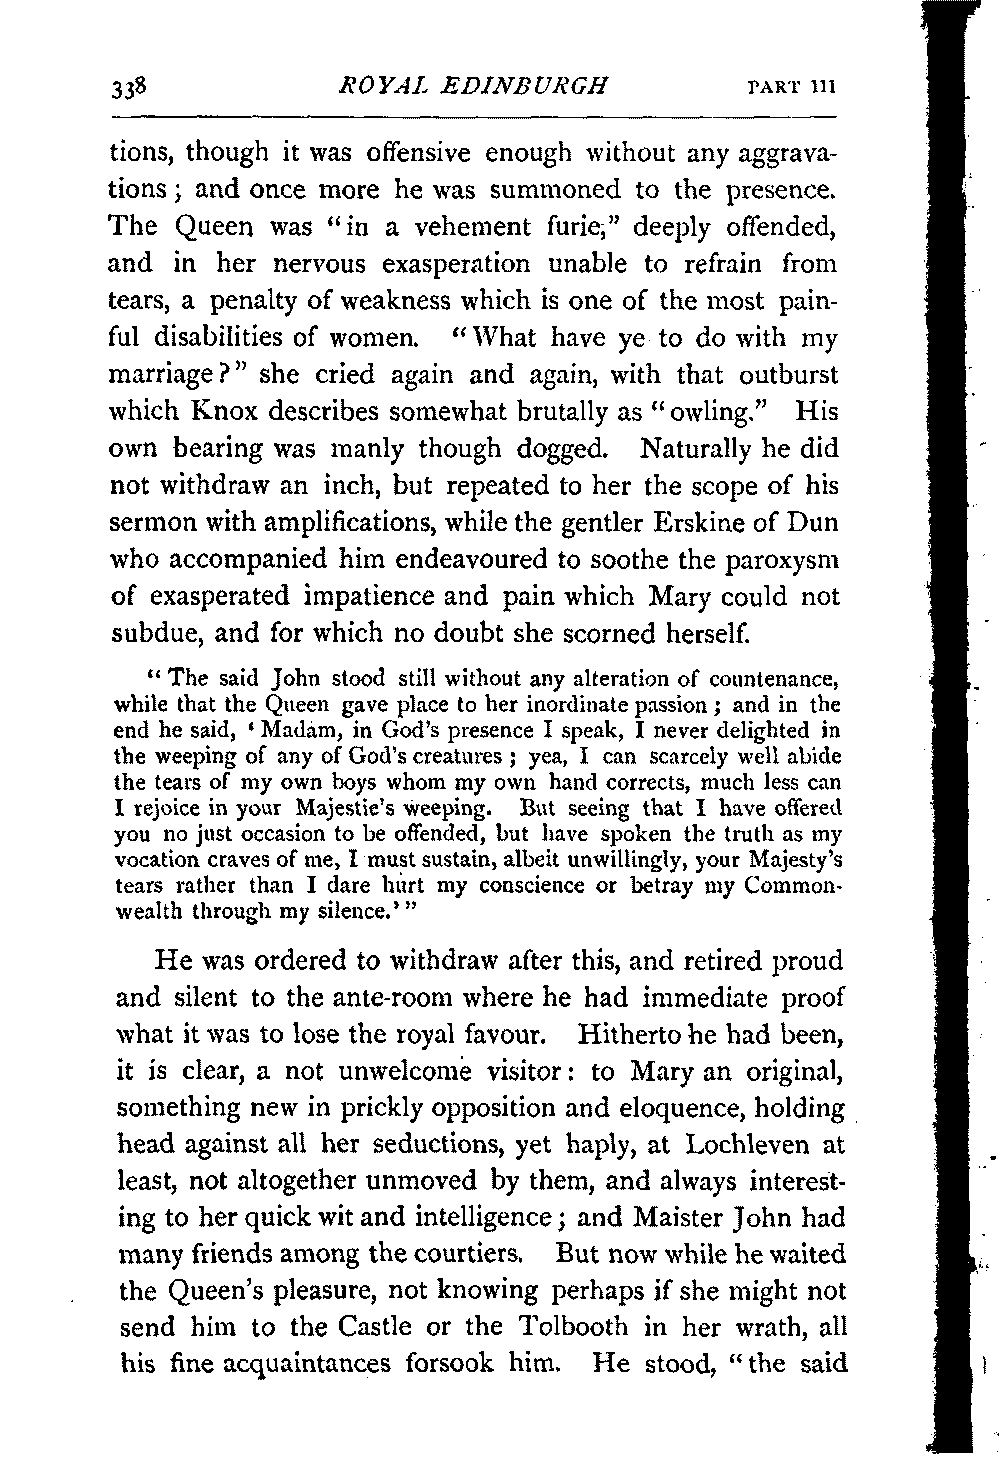 338 ROYAL EDINBURGH PART III
tions, though it was offensive enough without any aggrava-
tions; and once more he was summoned to the presence.
The Queen was "in a vehement furie;" deeply offended,
and in her nervous exasperation unable to refrain from
tears, a penalty of weakness which is one of the most pain-
ful disabilities of women. "What have ye to do with my
marriage?" she cried again and again, with that outburst
which Knox describes somewhat brutally as "owling." His
own bearing was manly though dogged. Naturally he did
not withdraw an inch, but repeated to her the scope of his
sermon with amplifications, while the gentler Erskine of Dun
who accompanied him endeavoured to soothe the paroxysm
of exasperated impatience and pain which Mary could not
subdue, and for which no doubt she scorned herself.
"The said John stood still without any alteration of countenance,
while that the Queen gave place to her inordinate passion; and in the
end he said, 'Madam, in God's presence I speak, I never delighted in
the weeping of any of God's creatures; yea, I can scarcely well abide
the tears of my own boys whom my own hand corrects, much less can
I rejoice in your Majestie's weeping. But seeing that I have offered
you no just occasion to be offended, but have spoken the truth as my
vocation craves of me, I must sustain, albeit unwillingly, your Majesty's
tears rather than I dare hurt my conscience or betray my Common-
wealth through my silence.'"
He was ordered to withdraw after this, and retired proud
and silent to the ante-room where he had immediate proof
what it was to lose the royal favour. Hitherto he had been,
it is clear, a not unwelcome visitor: to Mary an original,
something new in prickly opposition and eloquence, holding
head against all her seductions, yet haply, at Lochleven at
least, not altogether unmoved by them, and always interest-
ing to her quick wit and intelligence; and Maister John had
many friends among the courtiers. But now while he waited
the Queen's pleasure, not knowing perhaps if she might not
send him to the Castle or the Tolbooth in her wrath, all
his fine acquaintances forsook him. He stood, "the said